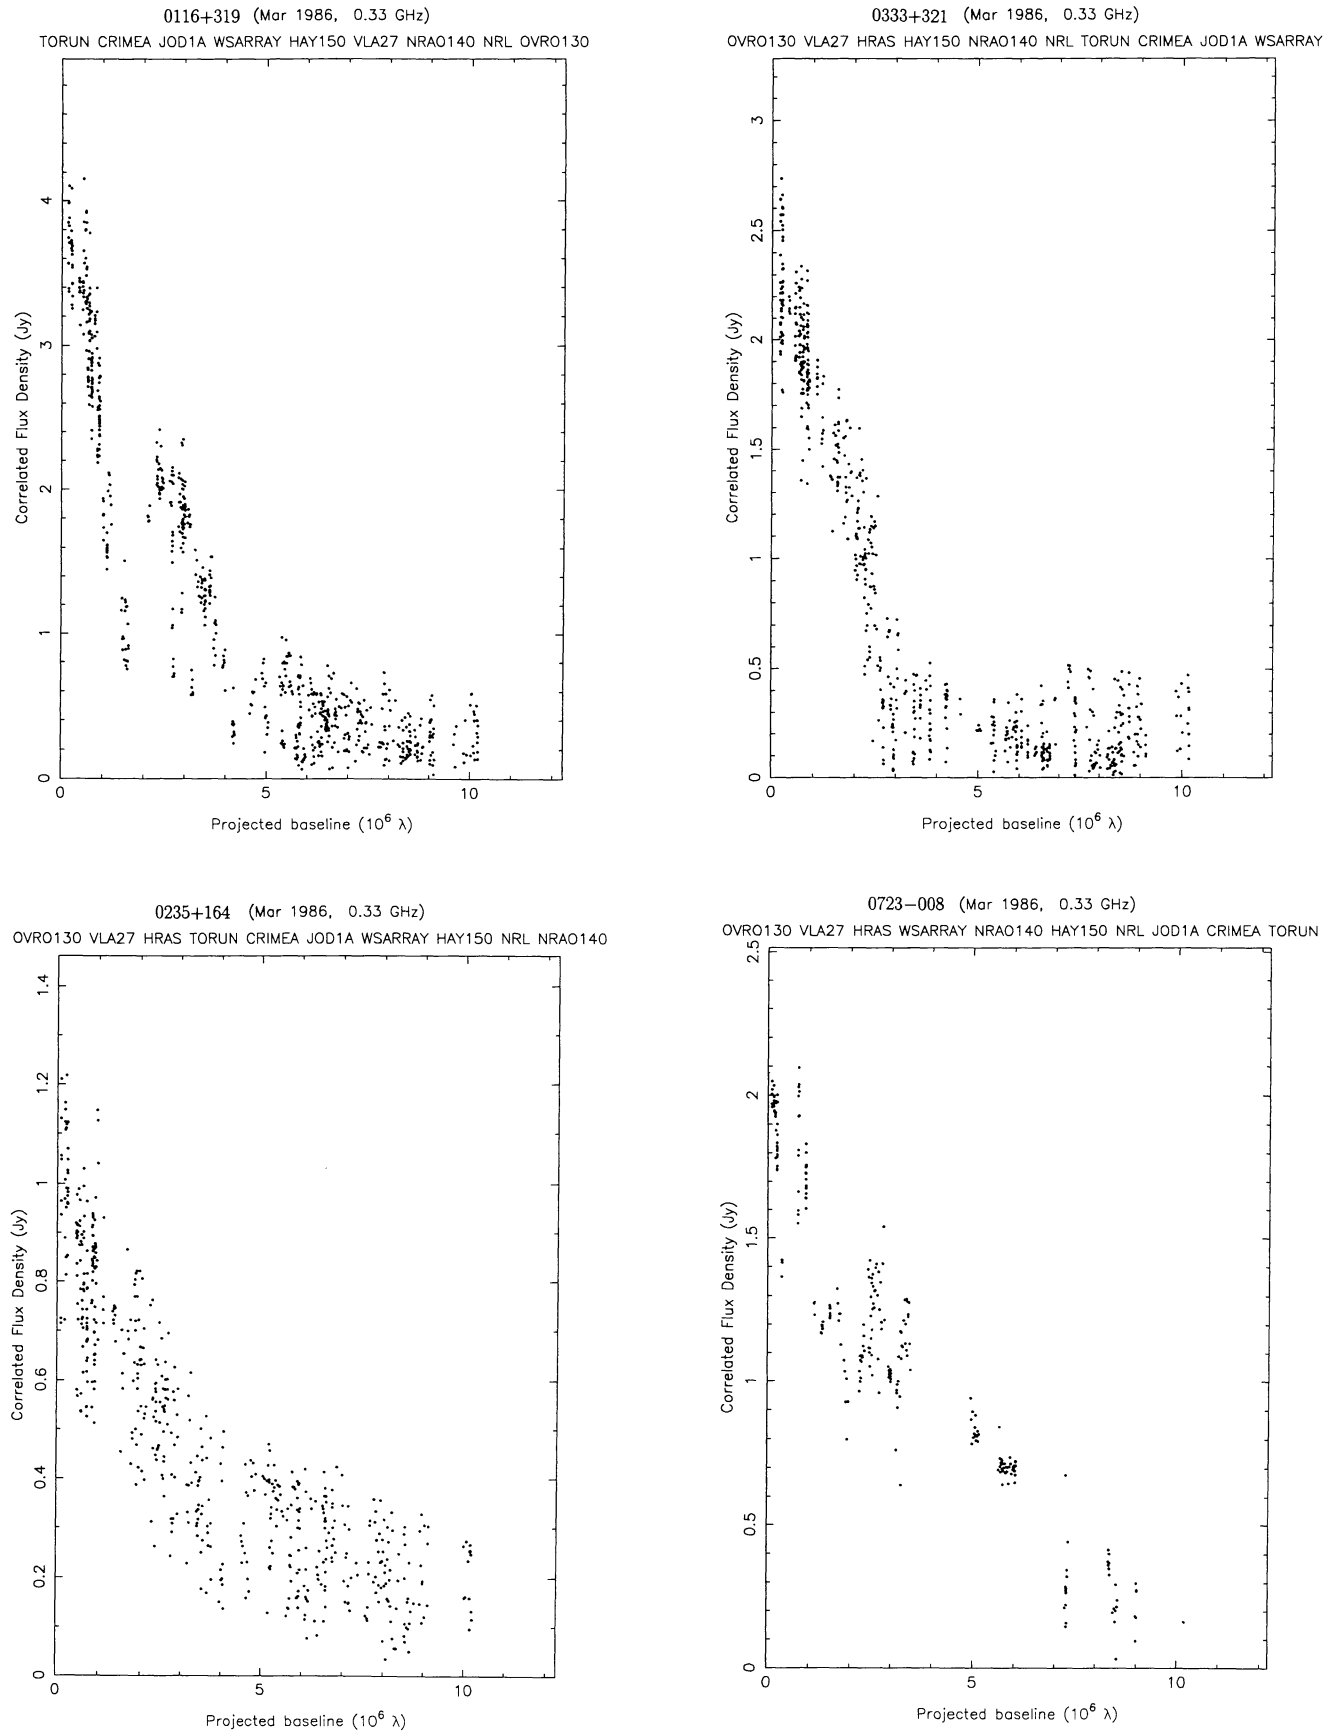 0116+319 (Mar 1986, 0.33 GHz)
TORUN CRIMEA JOD1A WSARRAY HAY150 VLA27 NRAO140 NRL OVRO130
Correlated Flux Density (Jy)
4
3
2
1
0
0 5 10
Projected baseline (10⁶ λ)
0333+321 (Mar 1986, 0.33 GHz)
OVRO130 VLA27 HRAS HAY150 NRAO140 NRL TORUN CRIMEA JOD1A WSARRAY
Correlated Flux Density (Jy)
3
2.5
2
1.5
1
0.5
0
0 5 10
Projected baseline (10⁶ λ)
0235+164 (Mar 1986, 0.33 GHz)
OVRO130 VLA27 HRAS TORUN CRIMEA JOD1A WSARRAY HAY150 NRL NRAO140
Correlated Flux Density (Jy)
1.4
1.2
1
0.8
0.6
0.4
0.2
0
0 5 10
Projected baseline (10⁶ λ)
0723−008 (Mar 1986, 0.33 GHz)
OVRO130 VLA27 HRAS WSARRAY NRAO140 HAY150 NRL JOD1A CRIMEA TORUN
Correlated Flux Density (Jy)
2.5
2
1.5
1
0.5
0
0 5 10
Projected baseline (10⁶ λ)